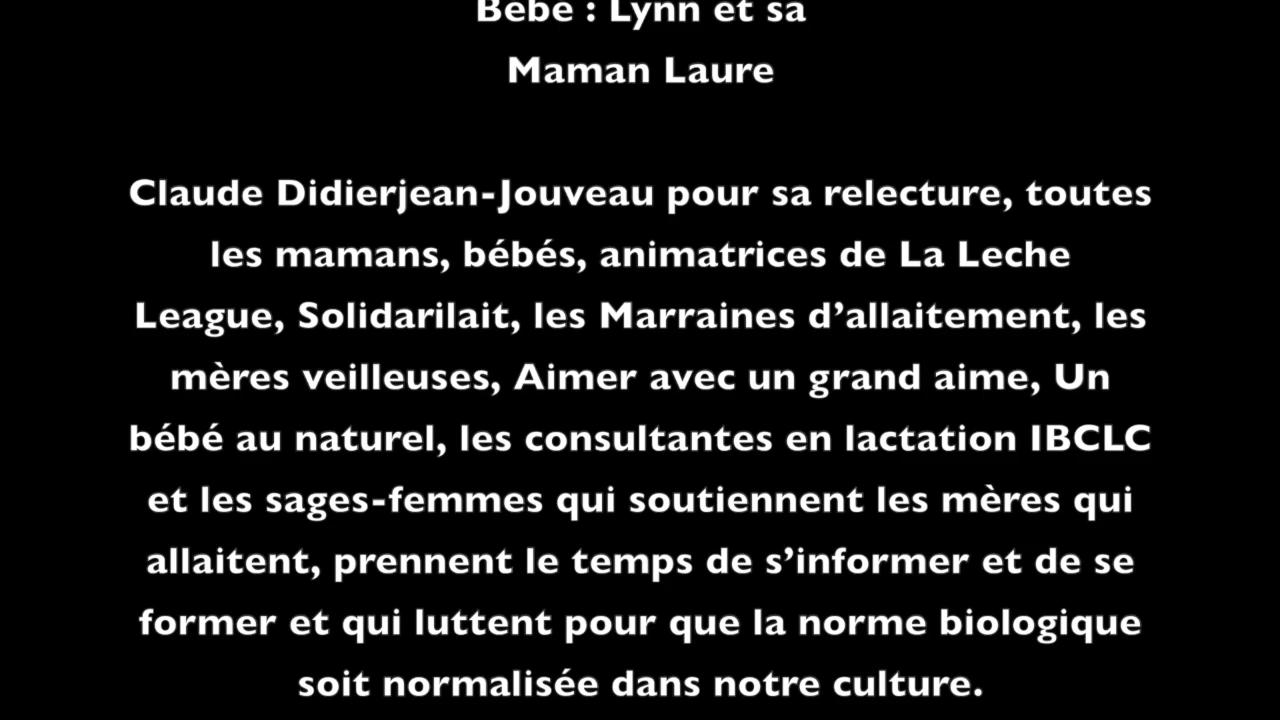 Bébé : Lynn et sa
Maman Laure
Claude Didierjean-Jouveau pour sa relecture, toutes
les mamans, bébés, animatrices de La Leche
League, Solidarilait, les Marraines d’allaitement, les
mères veilleuses, Aimer avec un grand aime, Un
bébé au naturel, les consultantes en lactation IBCLC
et les sages-femmes qui soutiennent les mères qui
allaitent, prennent le temps de s’informer et de se
former et qui luttent pour que la norme biologique
soit normalisée dans notre culture.